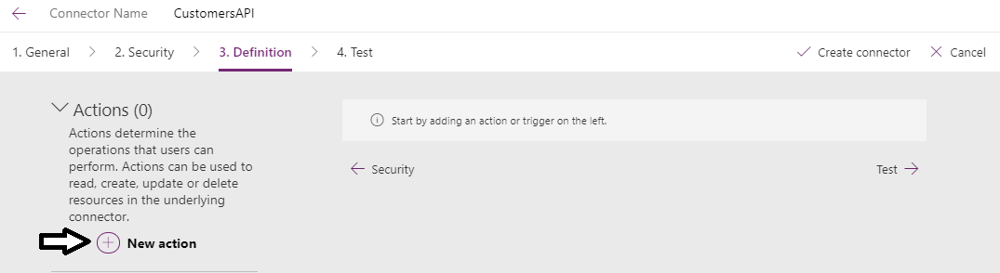 Connector Name CustomersAPI
1. General 2. Security 3. Definition 4. Test Create connector Cancel
Actions (0)
Actions determine the
operations that users can
perform. Actions can be used to
read, create, update or delete
resources in the underlying
connector.
New action
Start by adding an action or trigger on the left.
Security Test